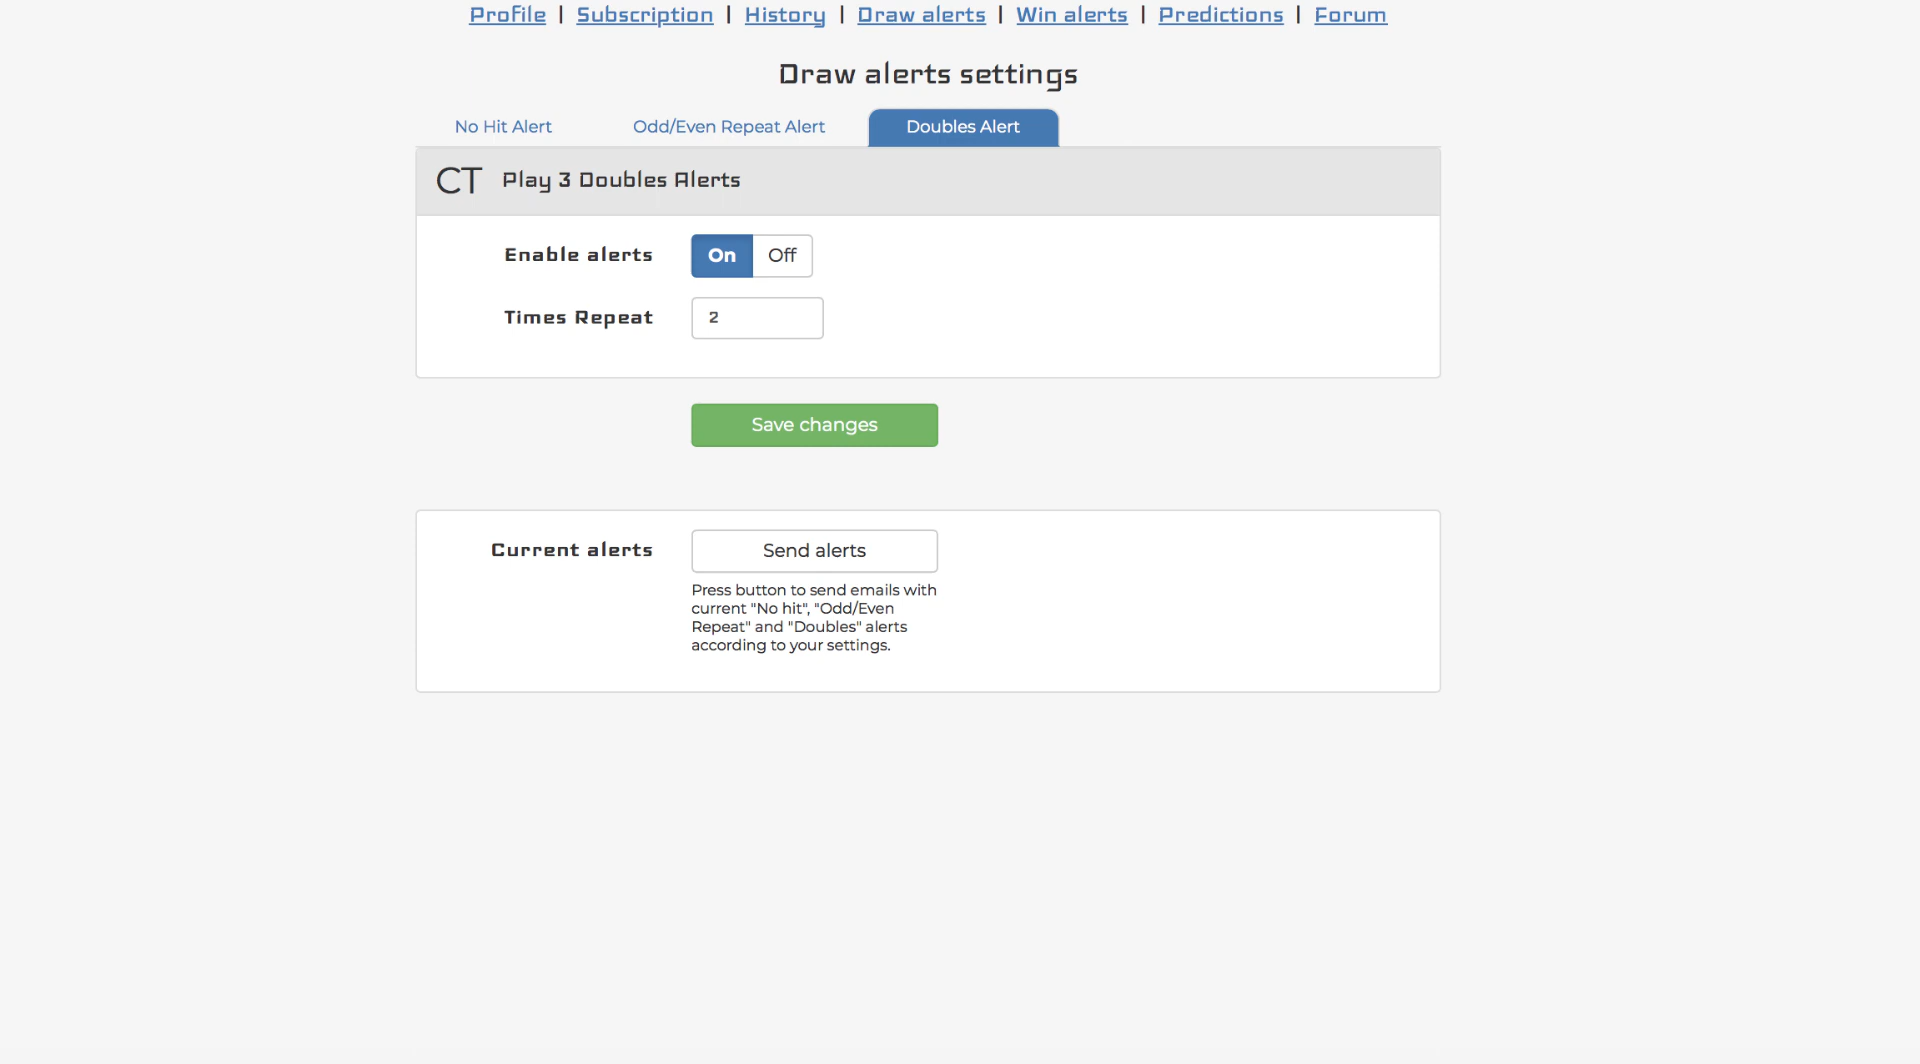 Profile | Subscription | History | Draw alerts | Win alerts | Predictions | Forum
Draw alerts settings
No Hit Alert Odd/Even Repeat Alert Doubles Alert
CT Play 3 Doubles Alerts
Enable alerts On Off
Times Repeat 2
Save changes
Current alerts Send alerts
Press button to send emails with
current "No hit", "Odd/Even
Repeat" and "Doubles" alerts
according to your settings.